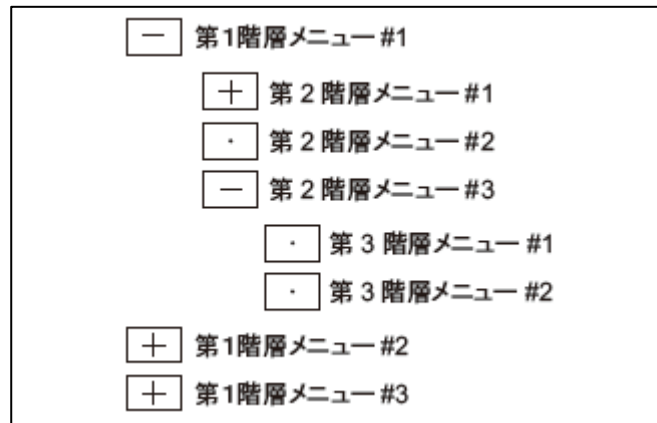 − 第1階層メニュー #1
+ 第2階層メニュー #1
· 第2階層メニュー #2
− 第2階層メニュー #3
· 第3階層メニュー #1
· 第3階層メニュー #2
+ 第1階層メニュー #2
+ 第1階層メニュー #3